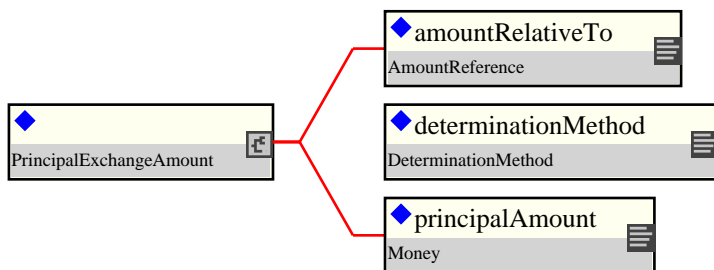 amountRelativeTo
AmountReference
PrincipalExchangeAmount
determinationMethod
DeterminationMethod
principalAmount
Money